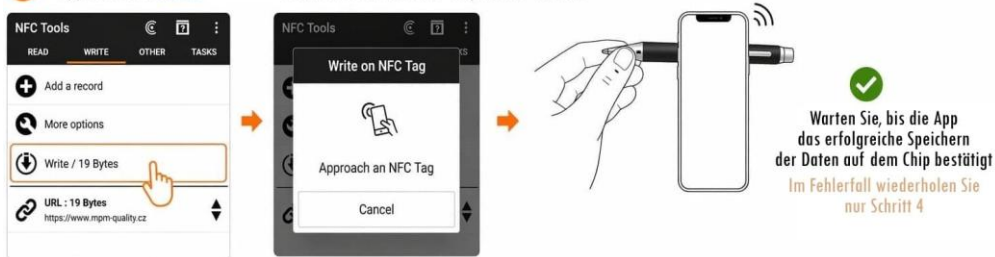 NFC Tools
READ WRITE OTHER TASKS
Add a record
More options
Write / 19 Bytes
URL : 19 Bytes
https://www.mpm-quality.cz
NFC Tools
Write on NFC Tag
Approach an NFC Tag
Cancel
Warten Sie, bis die App
das erfolgreiche Speichern
der Daten auf dem Chip bestätigt
Im Fehlerfall wiederholen Sie
nur Schritt 4